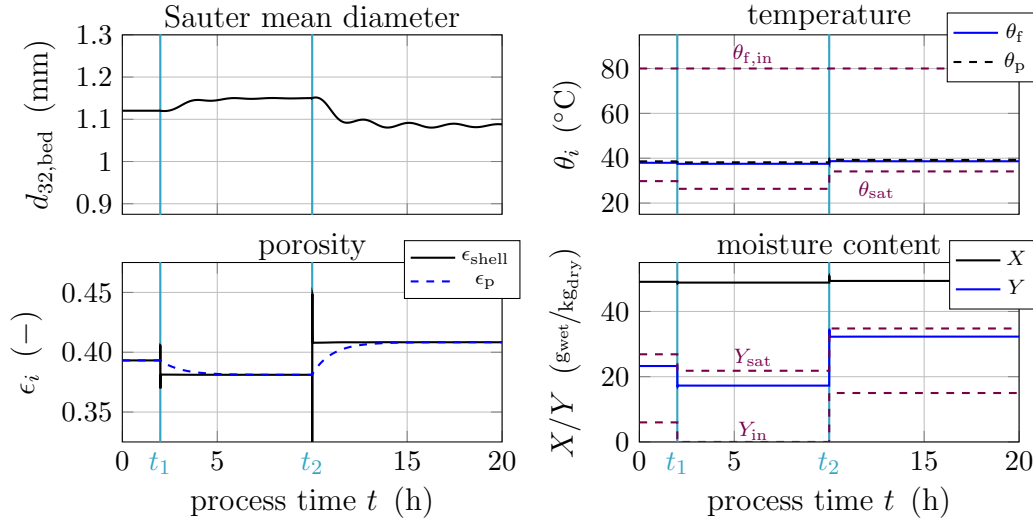 Sauter mean diameter
d32,bed (mm)
1.3
1.2
1.1
1
0.9
temperature
θi (°C)
80
60
40
20
θf,in
θsat
θf
θp
porosity
ϵi (−)
0.45
0.40
0.35
ϵshell
ϵp
0 t1 5 t2 15 20
process time t (h)
moisture content
X/Y (gwet/kgdry)
40
20
0
Ysat
Yin
X
Y
0 t1 5 t2 15 20
process time t (h)